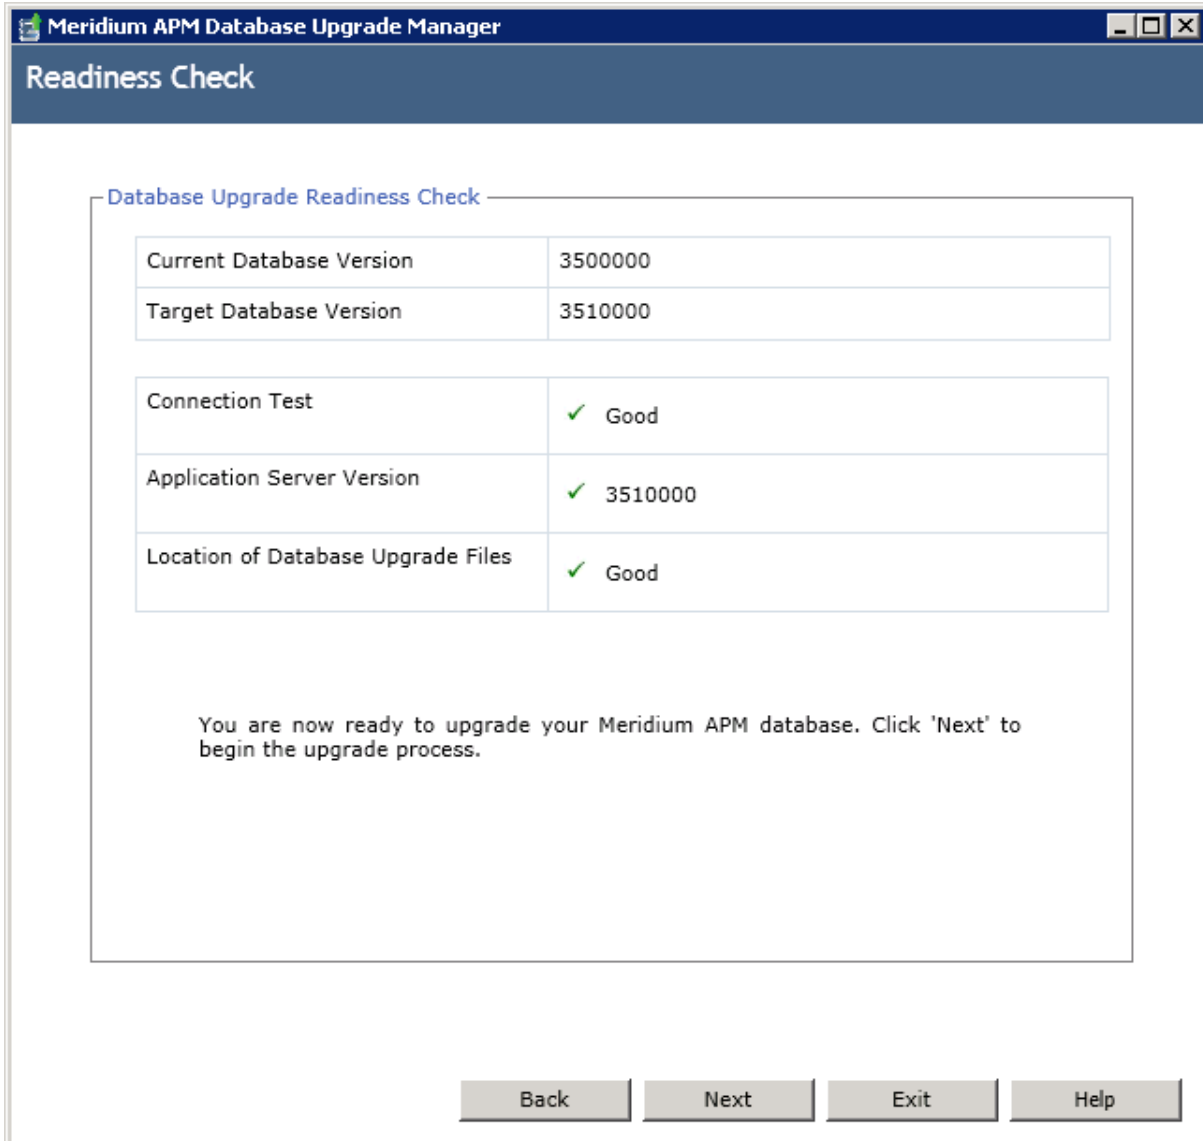 Meridium APM Database Upgrade Manager
Readiness Check
Database Upgrade Readiness Check
Current Database Version 3500000
Target Database Version 3510000
Connection Test Good
Application Server Version 3510000
Location of Database Upgrade Files Good
You are now ready to upgrade your Meridium APM database. Click 'Next' to
begin the upgrade process.
Back Next Exit Help